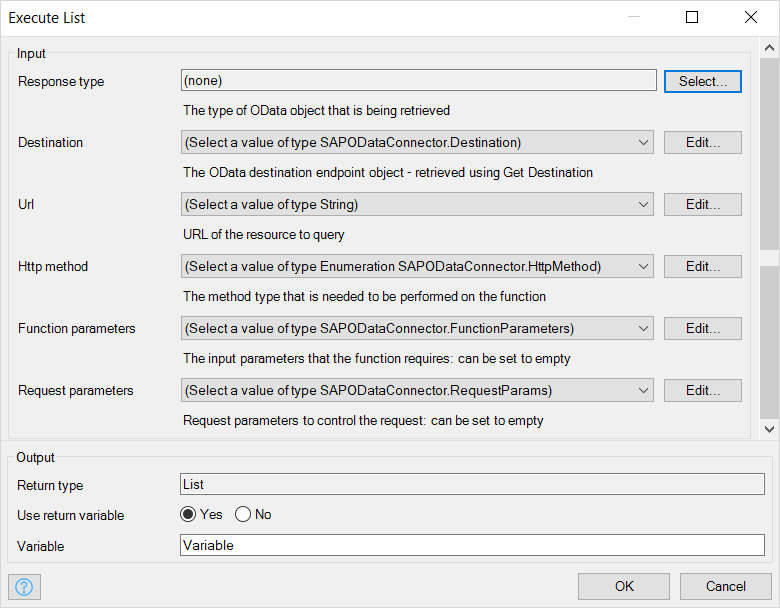 Execute List
Input
Response type (none) Select...
The type of OData object that is being retrieved
Destination (Select a value of type SAPODataConnector.Destination) Edit...
The OData destination endpoint object - retrieved using Get Destination
Url (Select a value of type String) Edit...
URL of the resource to query
Http method (Select a value of type Enumeration SAPODataConnector.HttpMethod) Edit...
The method type that is needed to be performed on the function
Function parameters (Select a value of type SAPODataConnector.FunctionParameters) Edit...
The input parameters that the function requires: can be set to empty
Request parameters (Select a value of type SAPODataConnector.RequestParams) Edit...
Request parameters to control the request: can be set to empty
Output
Return type List
Use return variable Yes No
Variable Variable
? OK Cancel